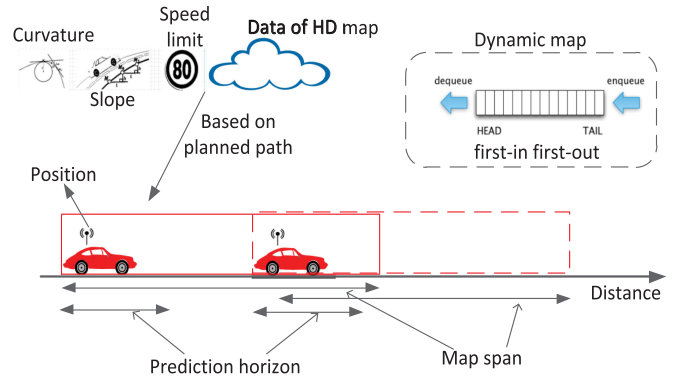 Curvature
Slope
Speed
limit
80
Data of HD map
Based on
planned path
Dynamic map
dequeue
enqueue
HEAD
TAIL
first-in first-out
Position
Distance
Prediction horizon
Map span